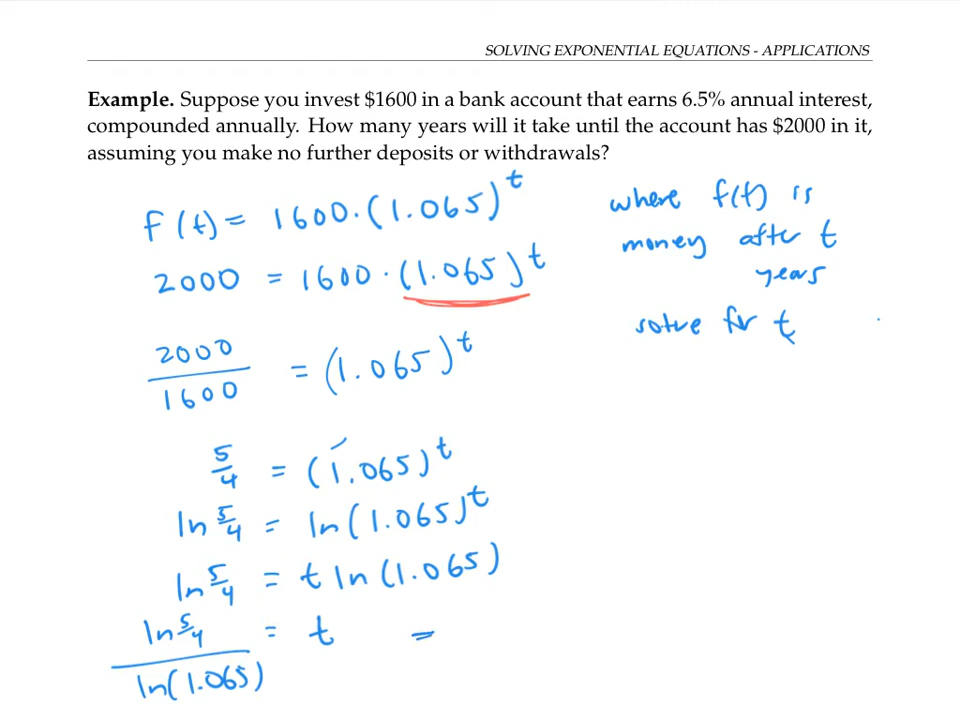 SOLVING EXPONENTIAL EQUATIONS - APPLICATIONS
Example. Suppose you invest $1600 in a bank account that earns 6.5% annual interest,
compounded annually. How many years will it take until the account has $2000 in it,
assuming you make no further deposits or withdrawals?
f(t) = 1600·(1.065)^t
where f(t) is
money after t
years
2000 = 1600·(1.065)^t
solve for t
2000/1600 = (1.065)^t
5/4 = (1.065)^t
ln 5/4 = ln(1.065)^t
ln 5/4 = t ln(1.065)
ln 5/4 / ln(1.065) = t =